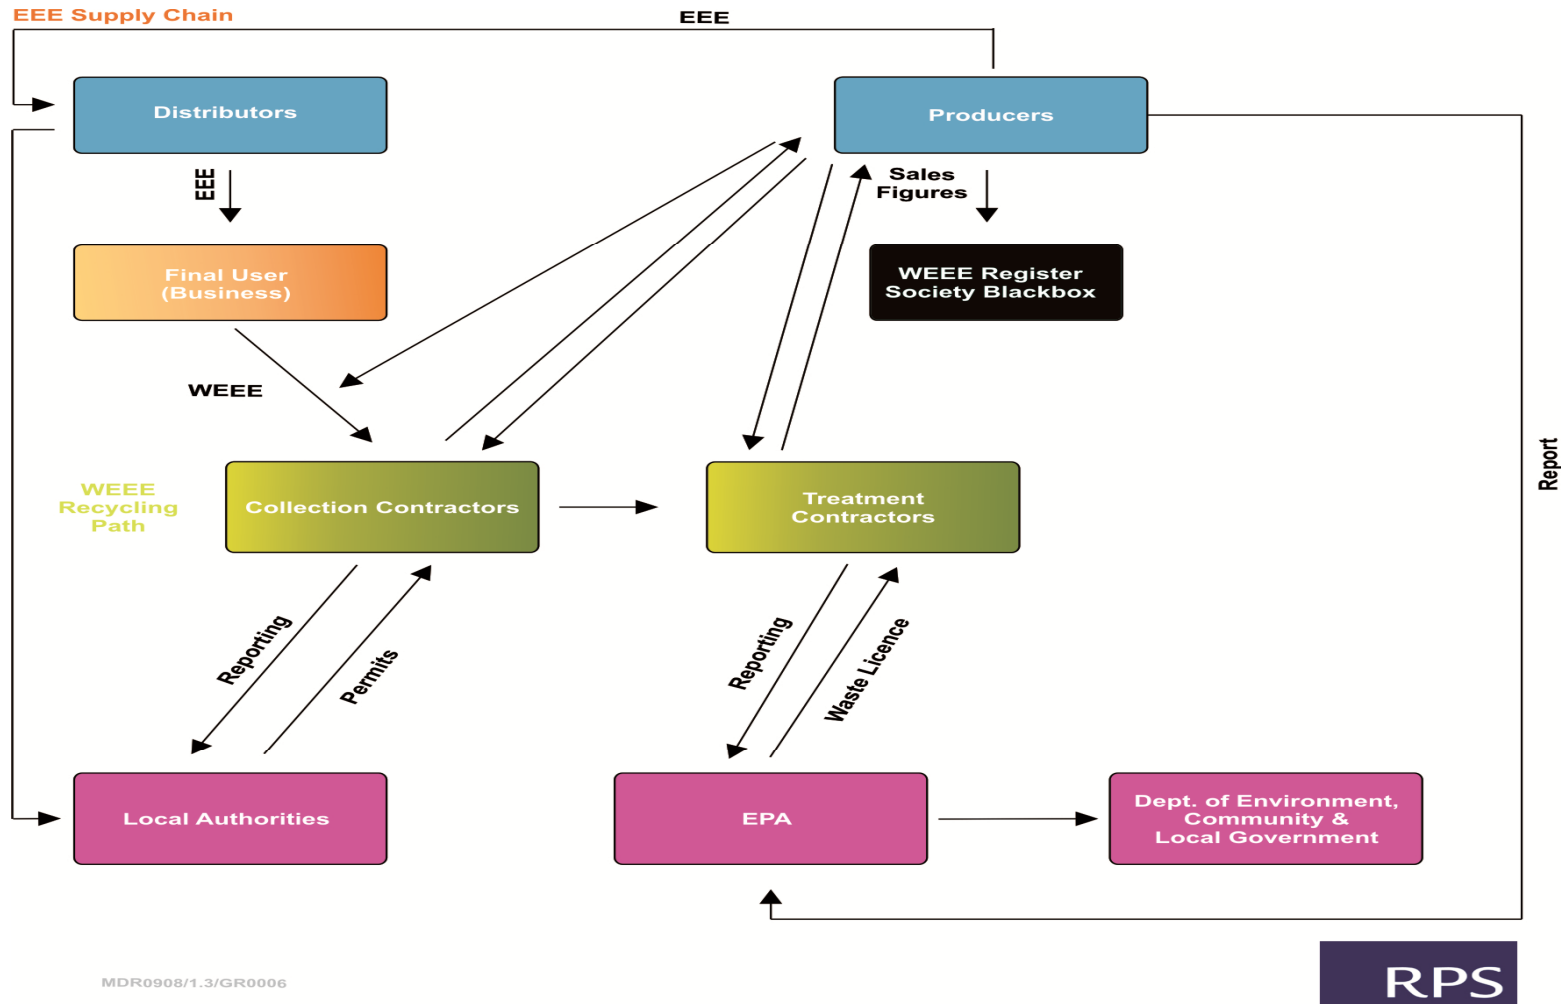 EEE Supply Chain
EEE
Distributors
Producers
EEE
Sales
Figures
Final User
(Business)
WEEE Register
Society Blackbox
WEEE
Report
WEEE
Recycling
Path
Collection Contractors
Treatment
Contractors
Reporting
Permits
Reporting
Waste Licence
Local Authorities
EPA
Dept. of Environment,
Community &
Local Government
MDR0908/1.3/GR0006
RPS